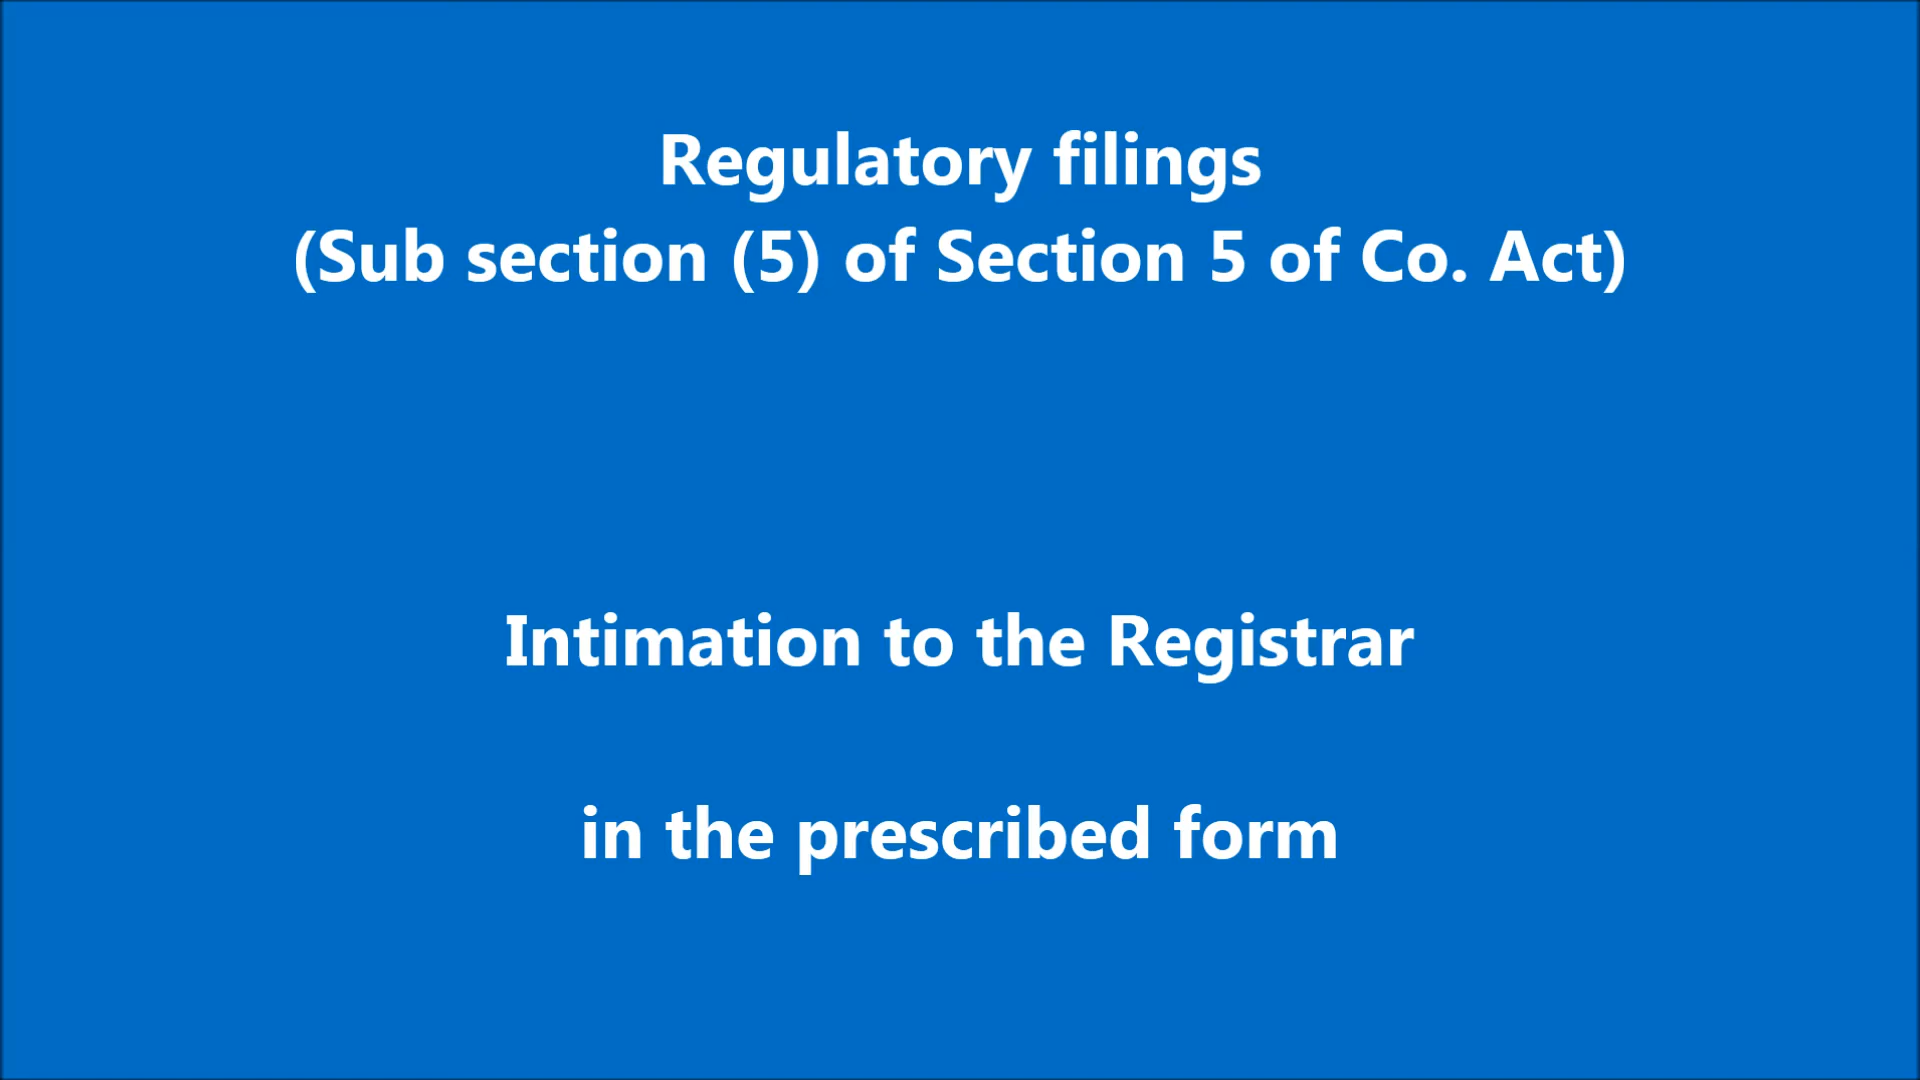 Regulatory filings
(Sub section (5) of Section 5 of Co. Act)
Intimation to the Registrar
in the prescribed form